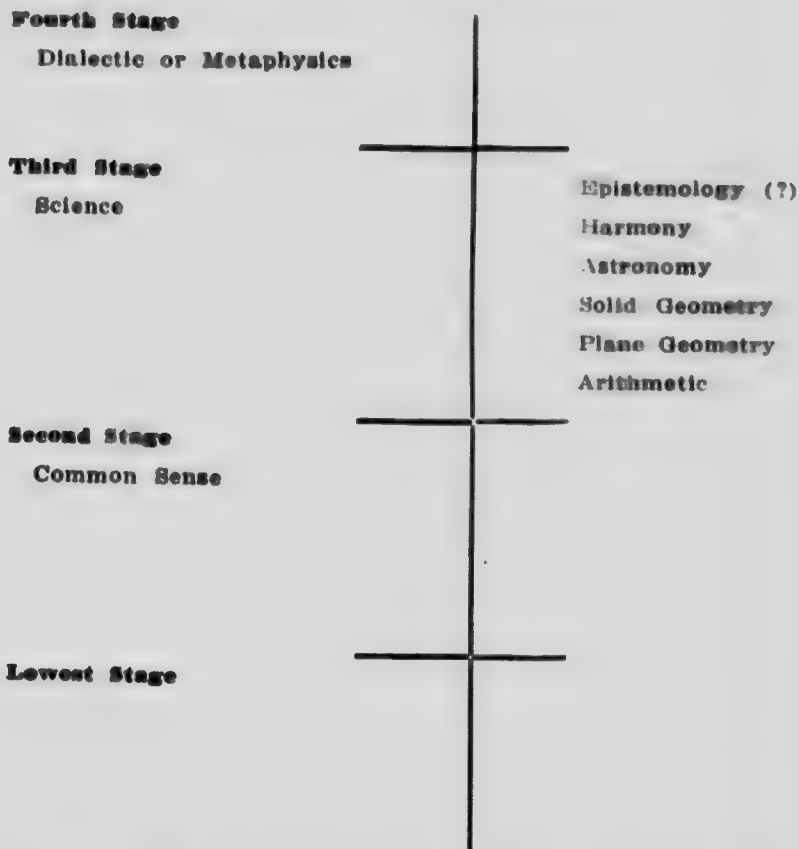 Fourth Stage
Dialectic or Metaphysics
Third Stage
Science
Epistemology (?)
Harmony
Astronomy
Solid Geometry
Plane Geometry
Arithmetic
Second Stage
Common Sense
Lowest Stage